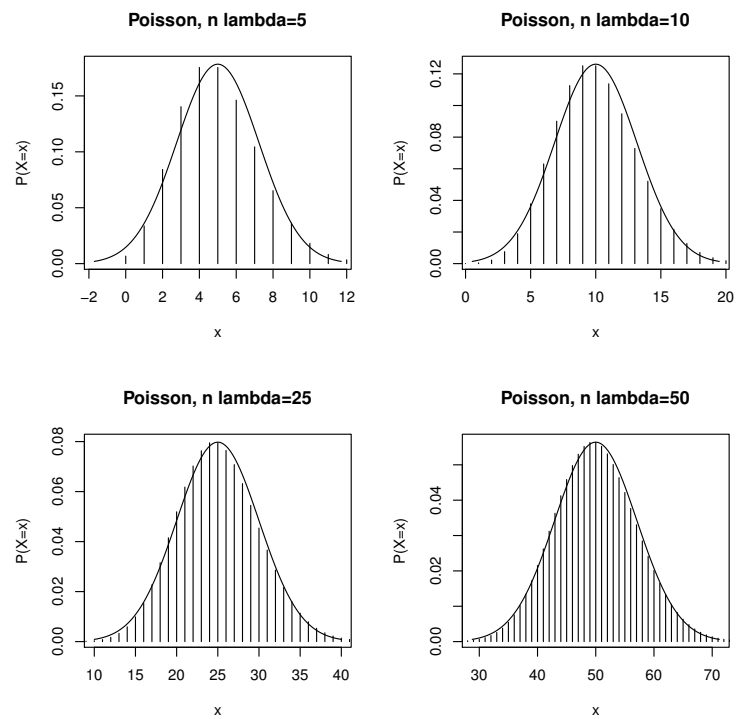 Poisson, n lambda=5
P(X=x)
0.00 0.05 0.10 0.15
−2 0 2 4 6 8 10 12
x
Poisson, n lambda=10
P(X=x)
0.00 0.04 0.08 0.12
0 5 10 15 20
x
Poisson, n lambda=25
P(X=x)
0.00 0.02 0.04 0.06 0.08
10 15 20 25 30 35 40
x
Poisson, n lambda=50
P(X=x)
0.00 0.02 0.04
30 40 50 60 70
x